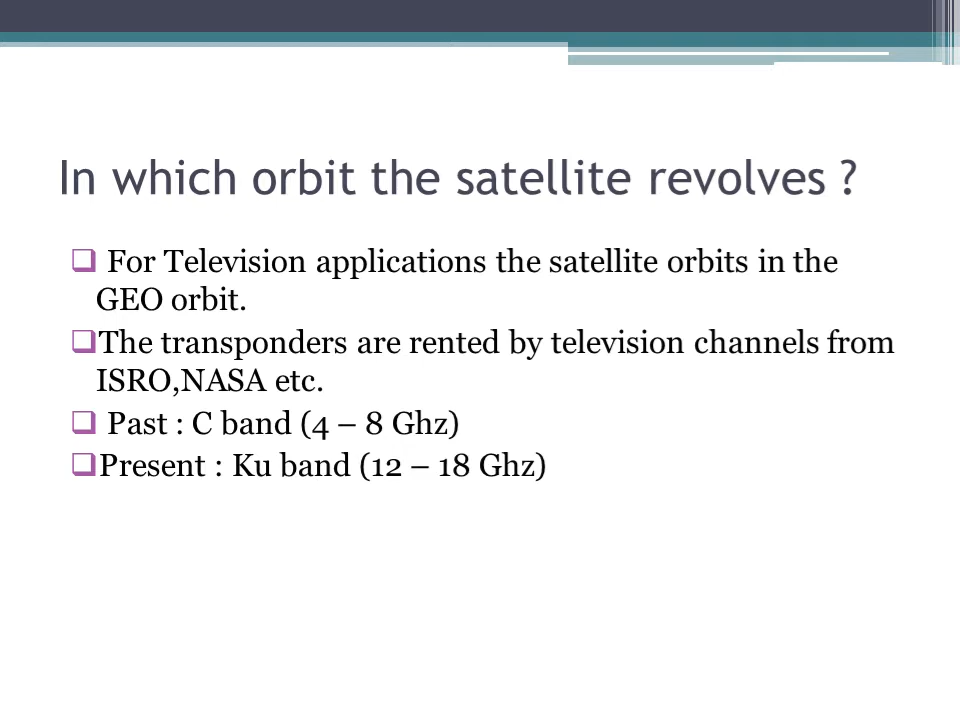 In which orbit the satellite revolves ?
For Television applications the satellite orbits in the
GEO orbit.
The transponders are rented by television channels from
ISRO,NASA etc.
Past : C band (4 – 8 Ghz)
Present : Ku band (12 – 18 Ghz)